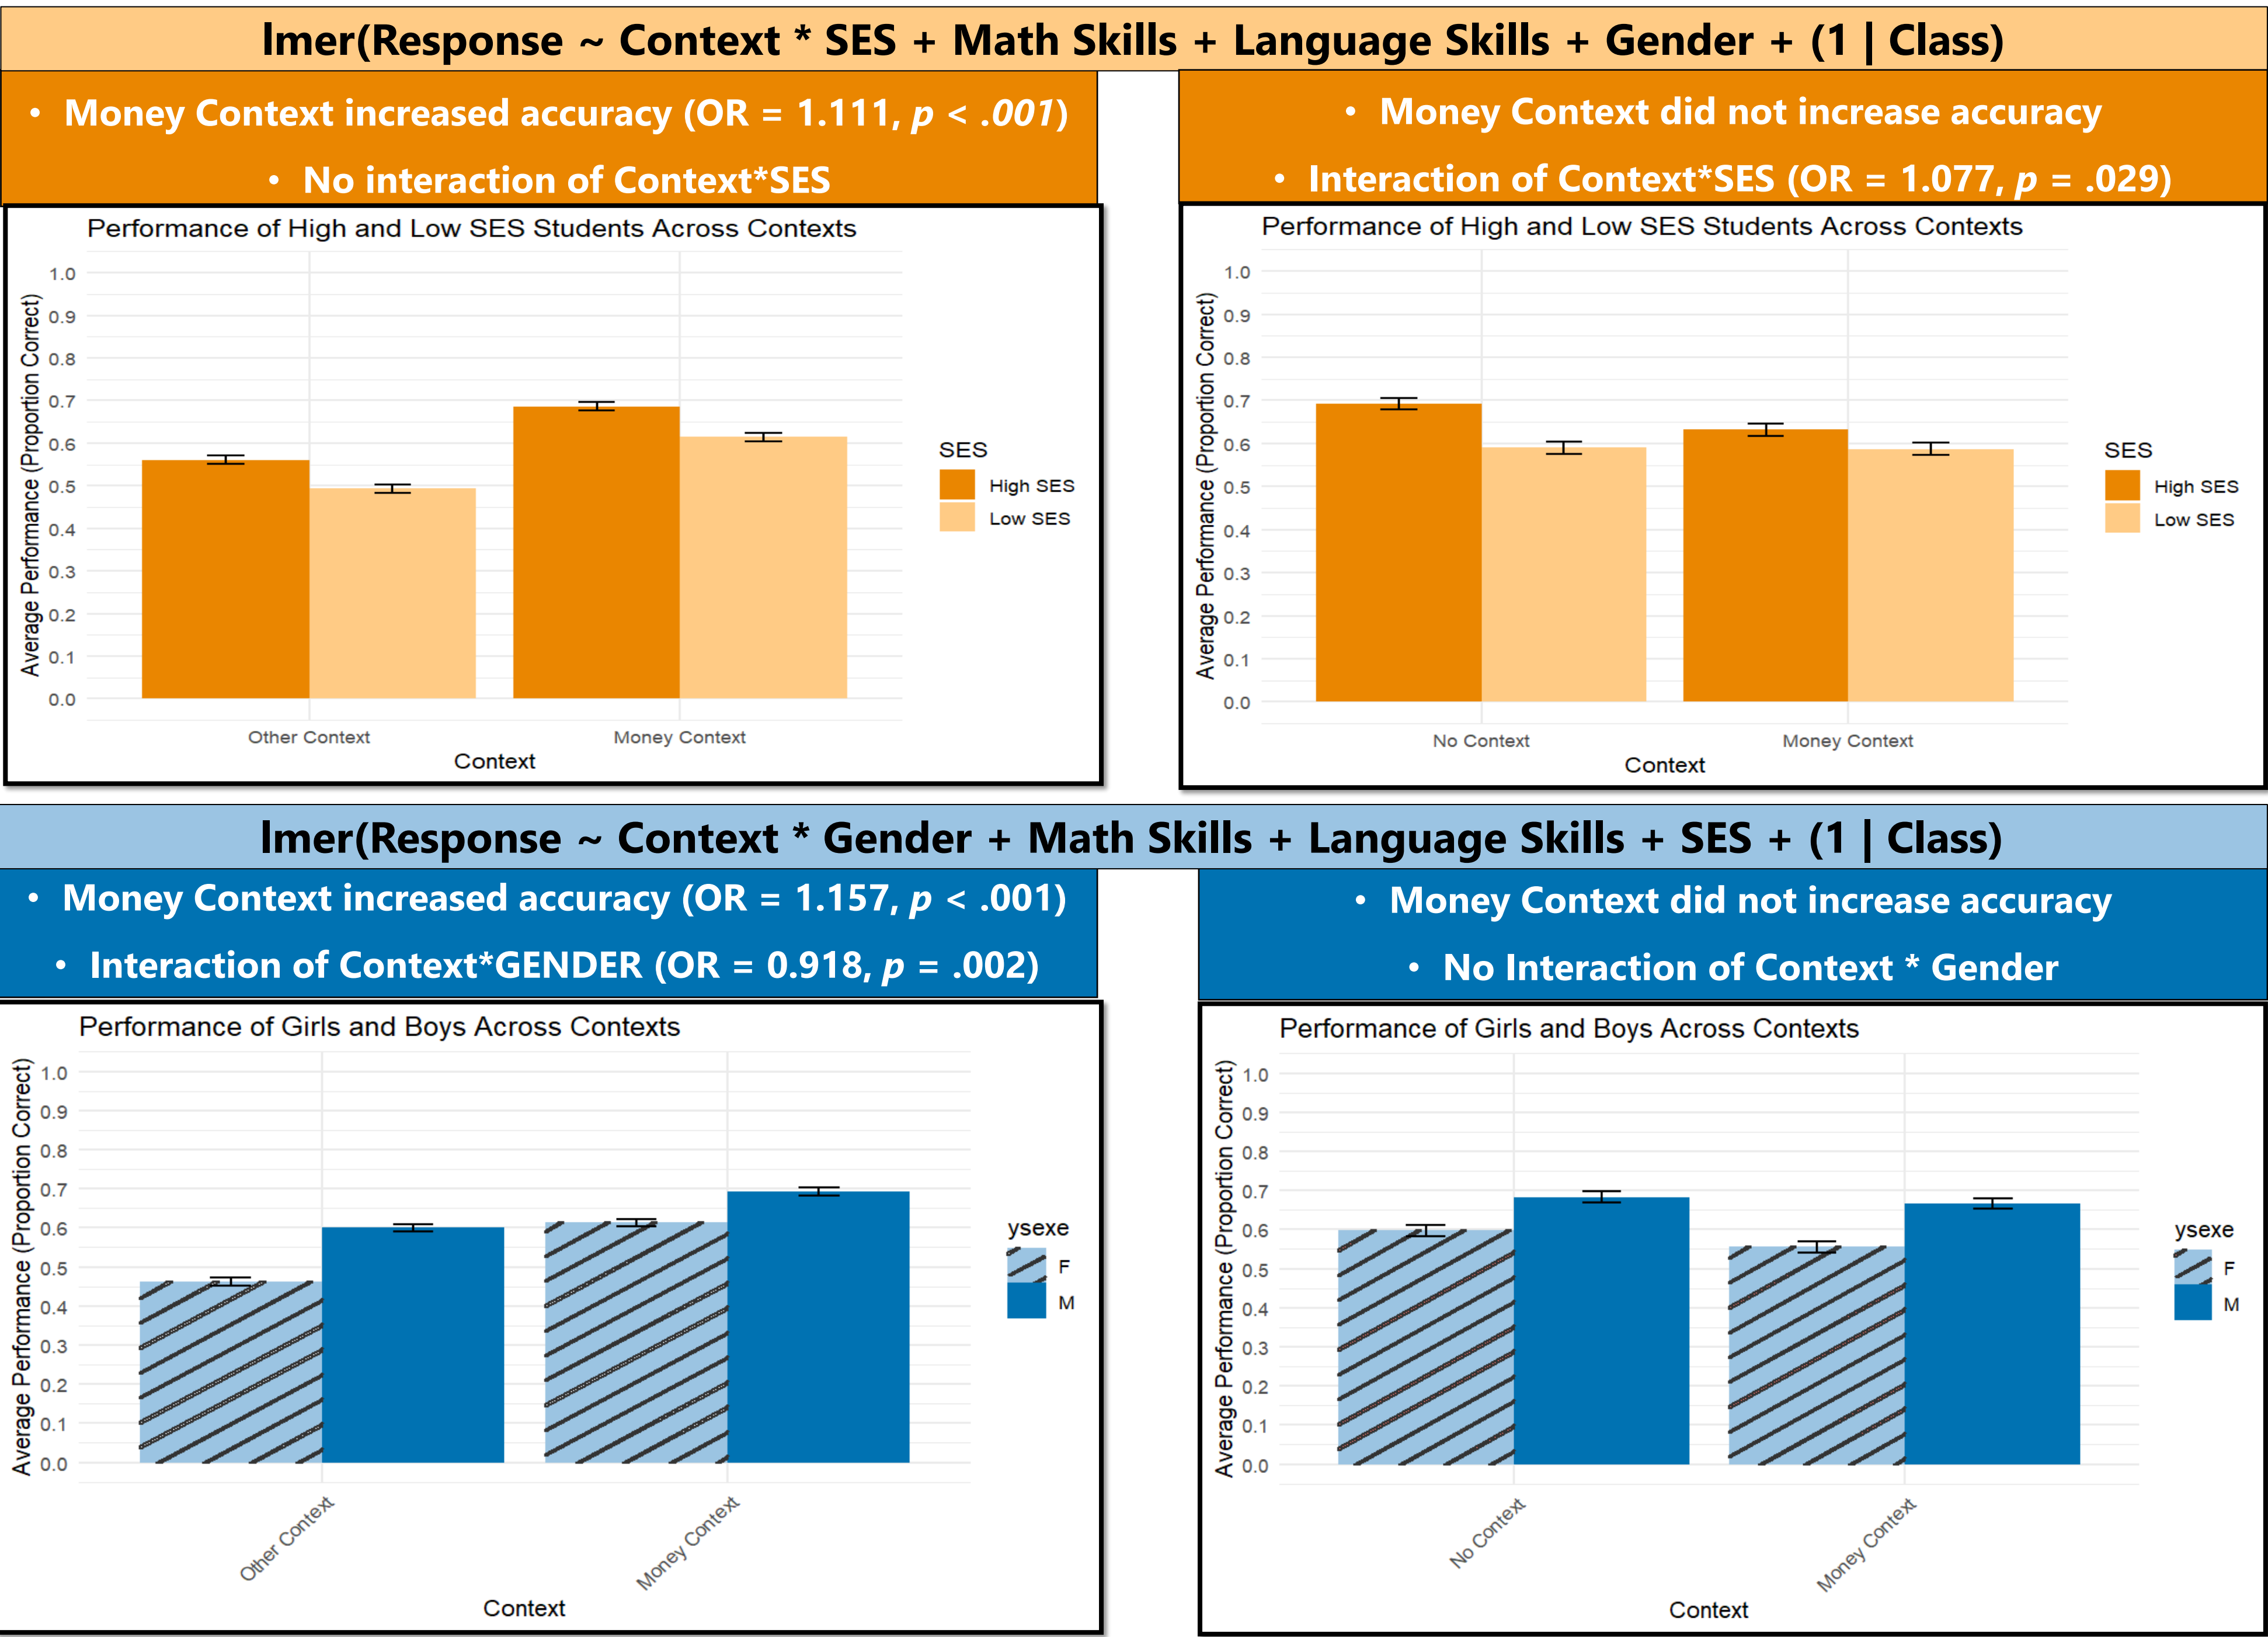 lmer(Response ~ Context * SES + Math Skills + Language Skills + Gender + (1 | Class)
• Money Context increased accuracy (OR = 1.111, p < .001)
• No interaction of Context*SES
Performance of High and Low SES Students Across Contexts
Average Performance (Proportion Correct)
1.0
0.9
0.8
0.7
0.6
0.5
0.4
0.3
0.2
0.1
0.0
Other Context
Money Context
Context
SES
High SES
Low SES
• Money Context did not increase accuracy
• Interaction of Context*SES (OR = 1.077, p = .029)
Performance of High and Low SES Students Across Contexts
Average Performance (Proportion Correct)
1.0
0.9
0.8
0.7
0.6
0.5
0.4
0.3
0.2
0.1
0.0
No Context
Money Context
Context
SES
High SES
Low SES
lmer(Response ~ Context * Gender + Math Skills + Language Skills + SES + (1 | Class)
• Money Context increased accuracy (OR = 1.157, p < .001)
• Interaction of Context*GENDER (OR = 0.918, p = .002)
Performance of Girls and Boys Across Contexts
Average Performance (Proportion Correct)
1.0
0.9
0.8
0.7
0.6
0.5
0.4
0.3
0.2
0.1
0.0
Other Context
Money Context
Context
ysexe
F
M
• Money Context did not increase accuracy
• No Interaction of Context * Gender
Performance of Girls and Boys Across Contexts
Average Performance (Proportion Correct)
1.0
0.9
0.8
0.7
0.6
0.5
0.4
0.3
0.2
0.1
0.0
No Context
Money Context
Context
ysexe
F
M